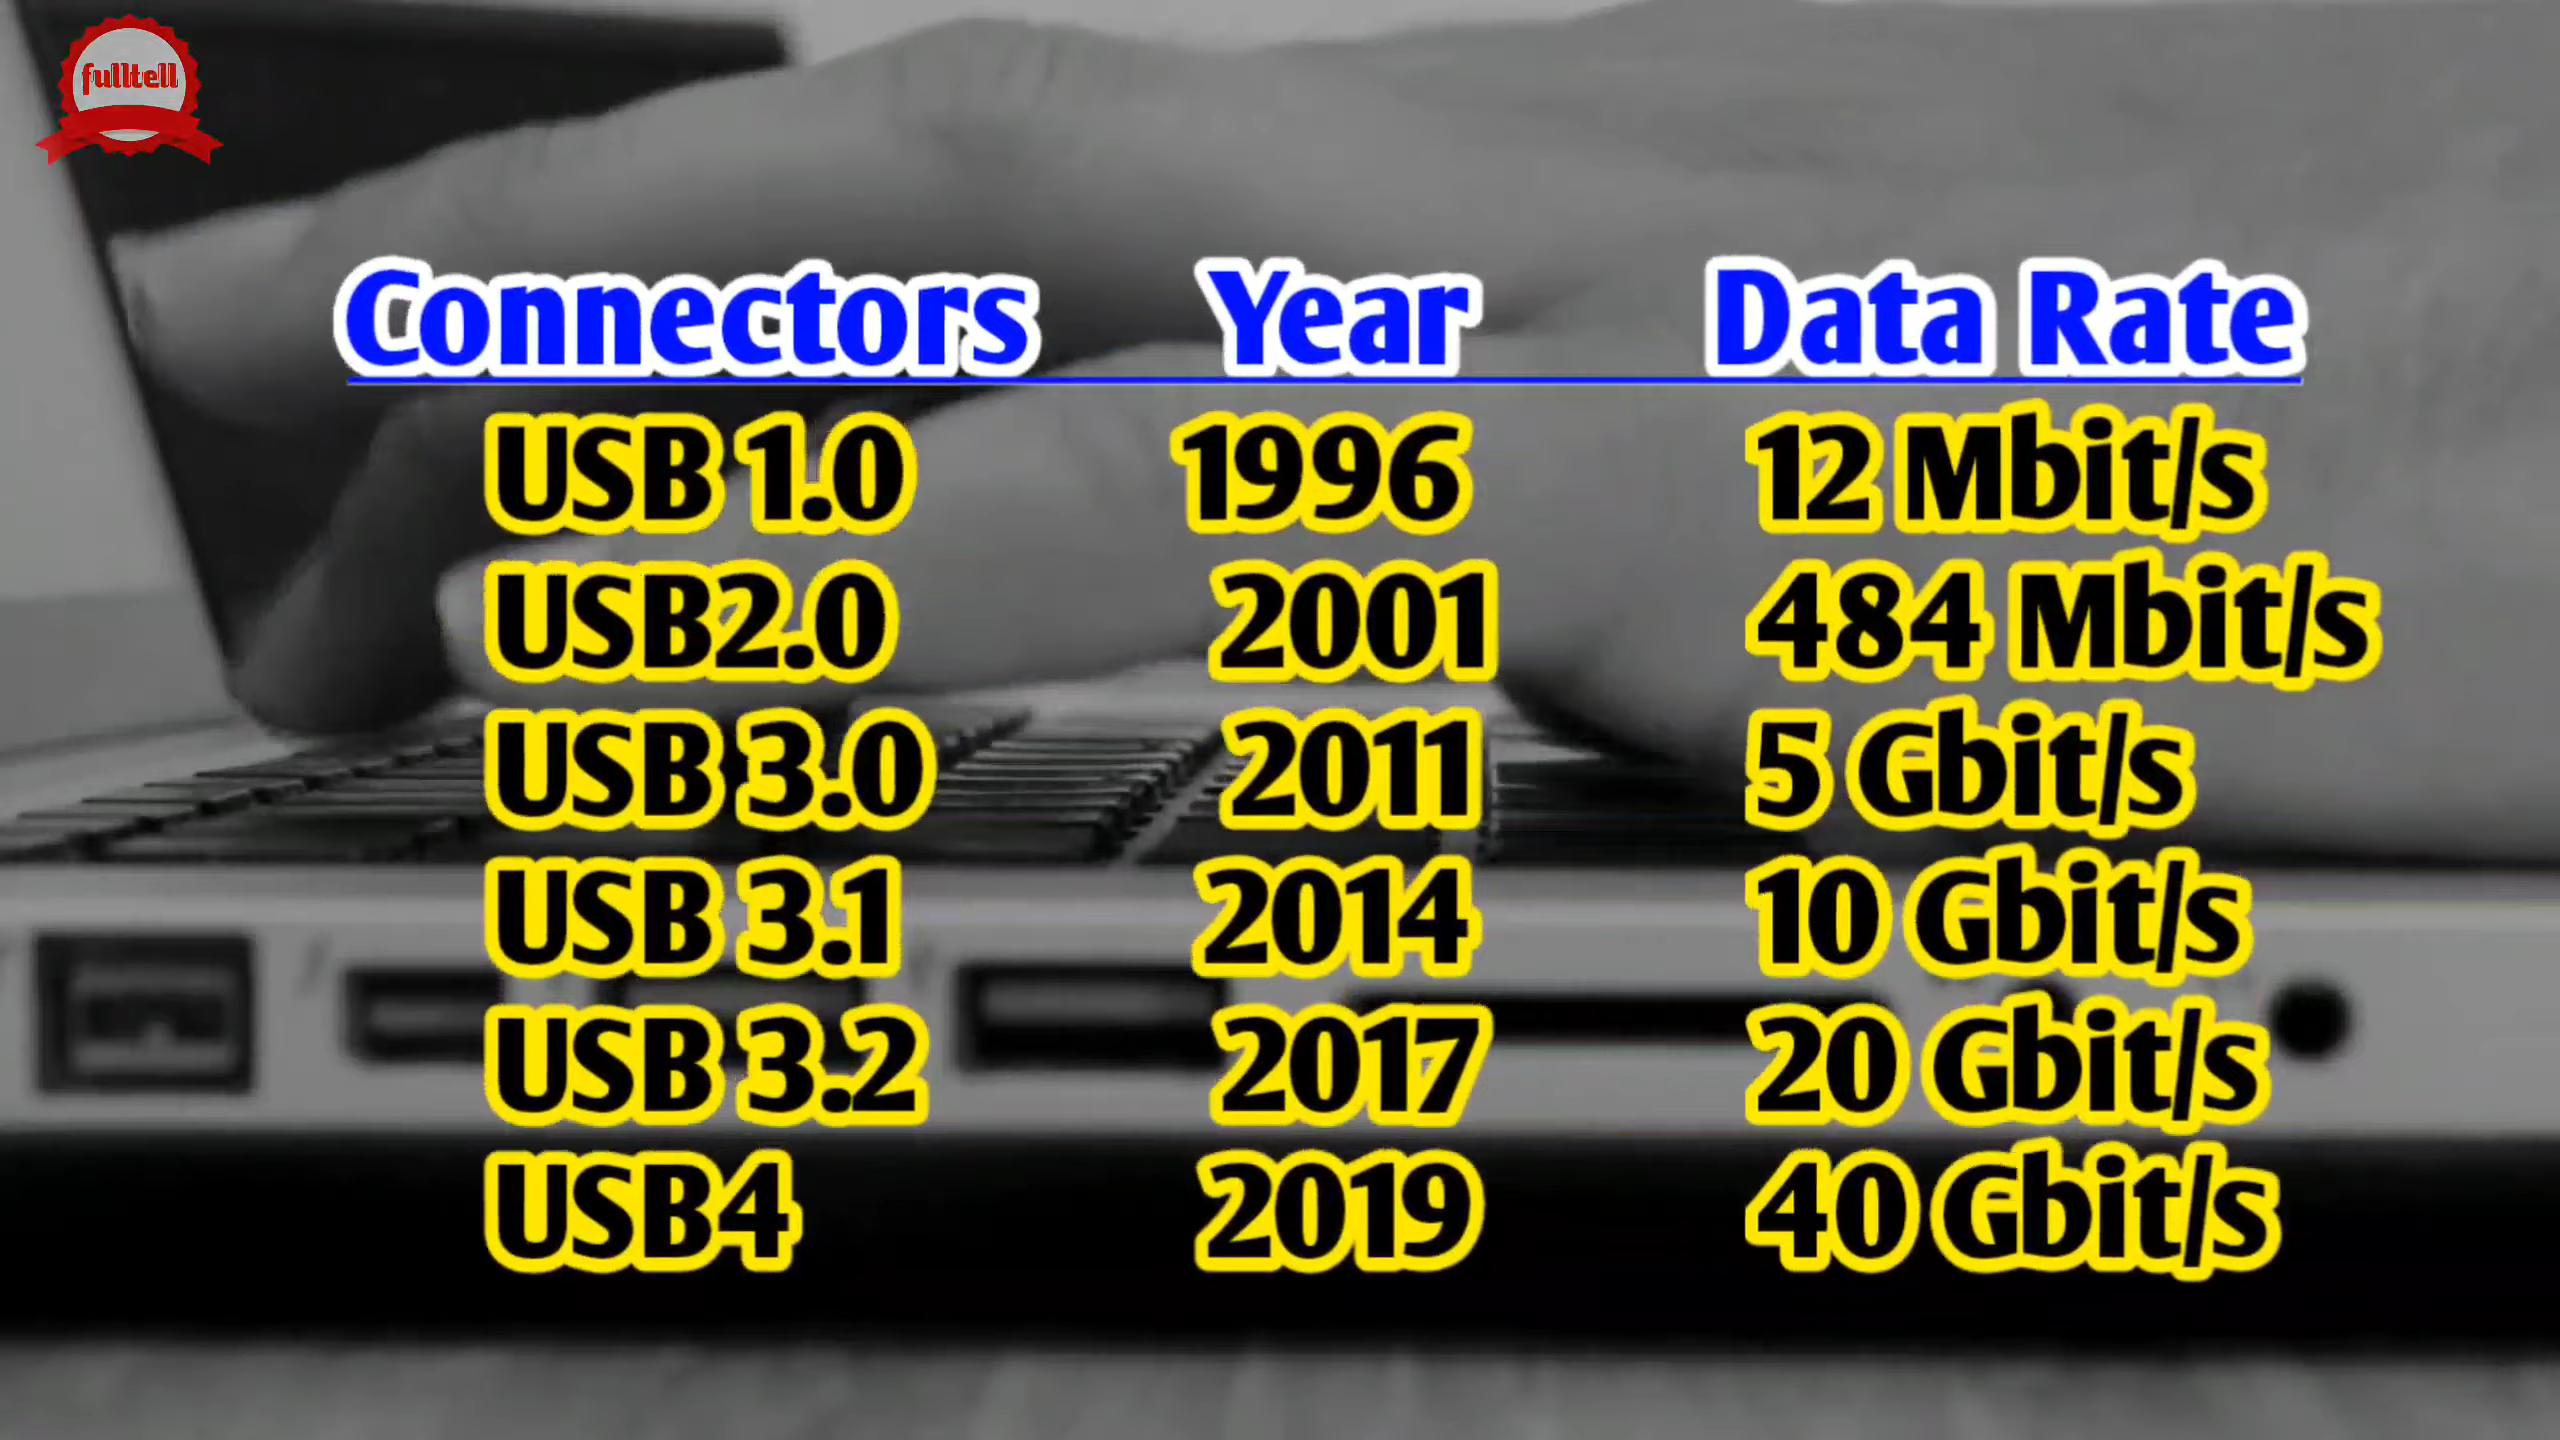 fulltell
Connectors Year Data Rate
USB 1.0 1996 12 Mbit/s
USB2.0 2001 484 Mbit/s
USB 3.0 2011 5 Gbit/s
USB 3.1 2014 10 Gbit/s
USB 3.2 2017 20 Gbit/s
USB4 2019 40 Gbit/s